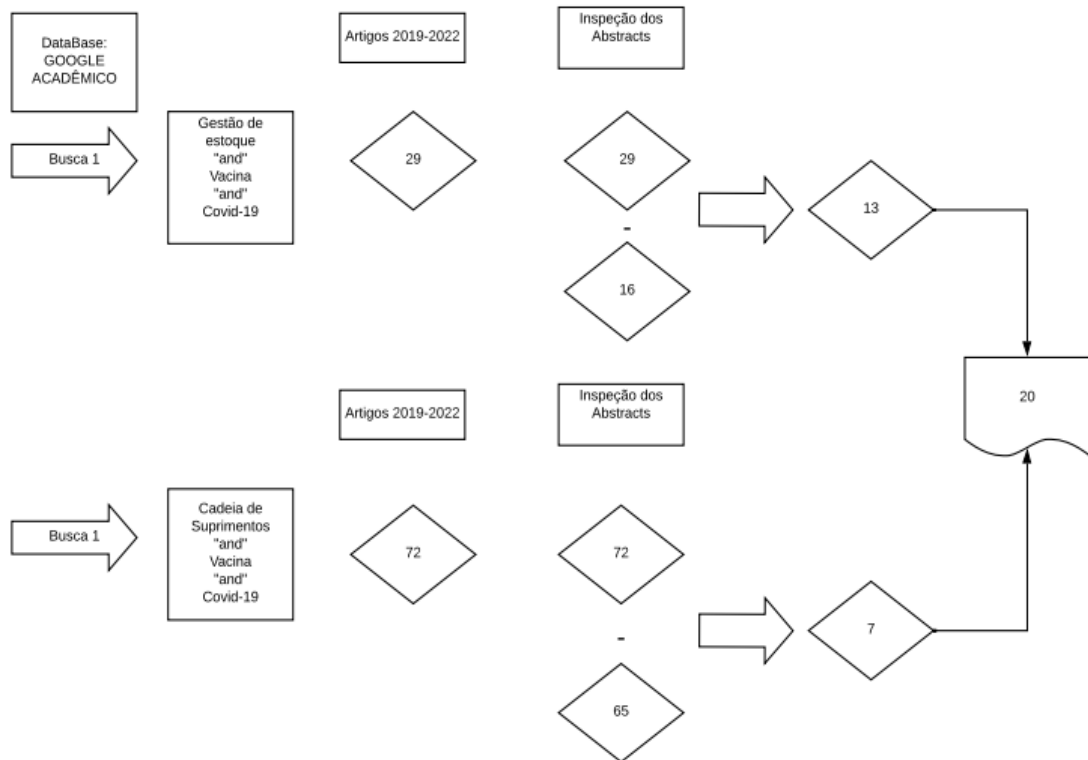 DataBase:
GOOGLE
ACADÊMICO
Artigos 2019-2022
Inspeção dos
Abstracts
Busca 1
Gestão de
estoque
"and"
Vacina
"and"
Covid-19
29
29
-
16
13
20
Artigos 2019-2022
Inspeção dos
Abstracts
Busca 1
Cadeia de
Suprimentos
"and"
Vacina
"and"
Covid-19
72
72
-
65
7